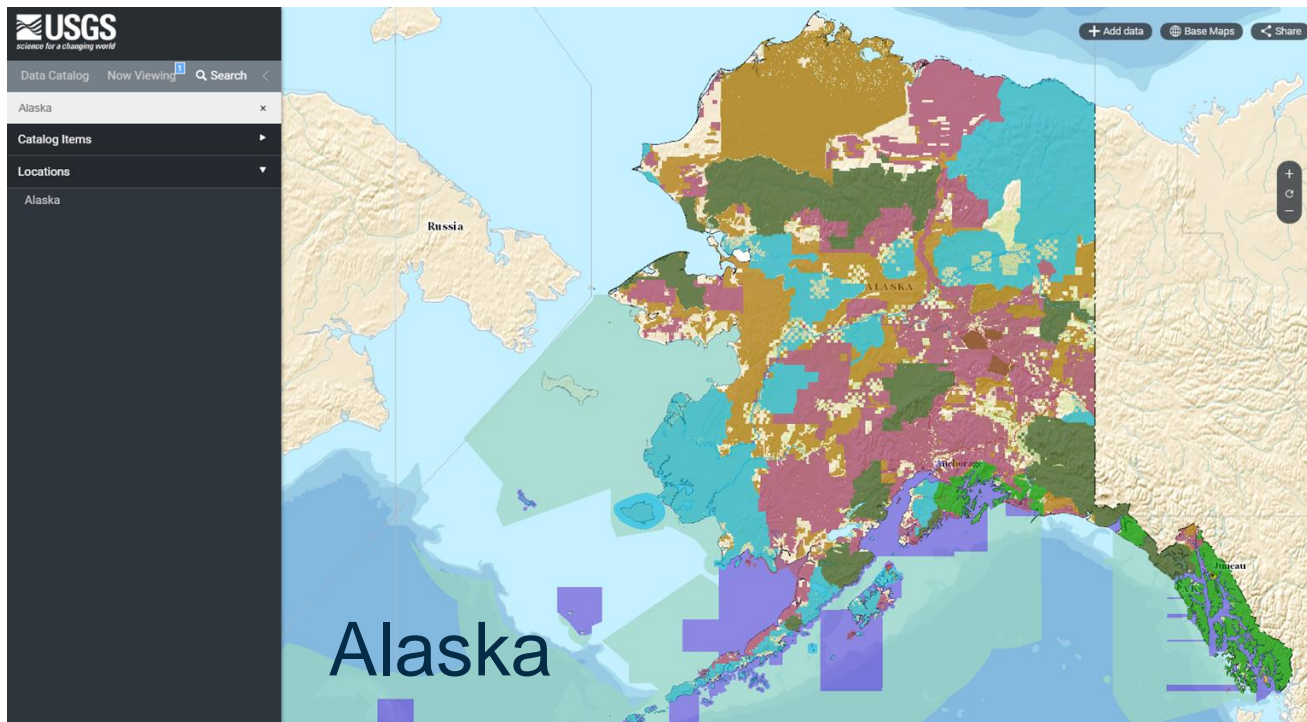 USGS
science for a changing world
Data Catalog Now Viewing 1 Search
Alaska ×
Catalog Items
Locations
Alaska
+ Add data Base Maps Share
Russia
ALASKA
Anchorage
Juneau
Alaska